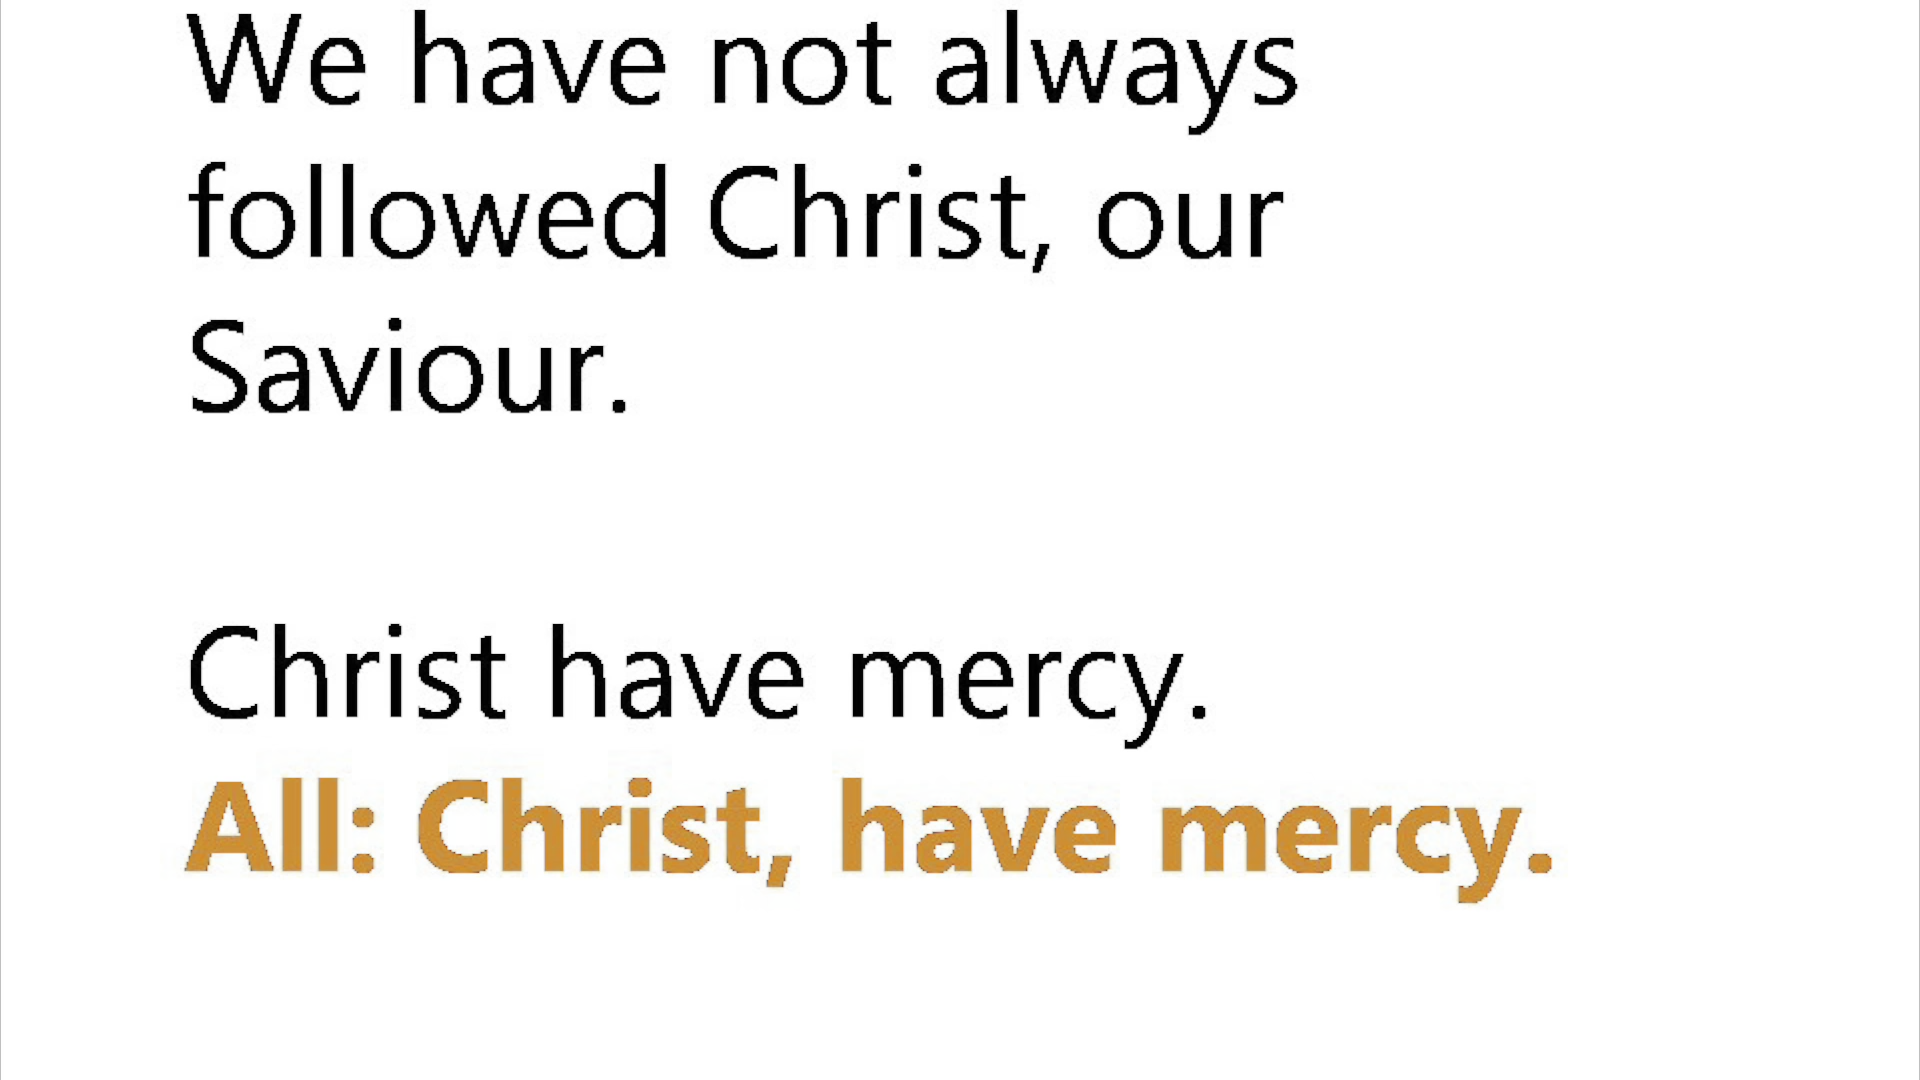 We have not always
followed Christ, our
Saviour.
Christ have mercy.
All: Christ, have mercy.